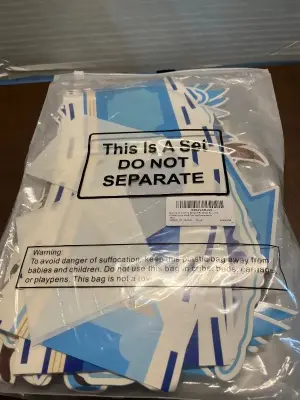 This Is A Set
DO NOT
SEPARATE
Warning:
To avoid danger of suffocation, keep this plastic bag away from
babies and children. Do not use this bag in cribs, beds, carriages
or playpens. This bag is not a toy.